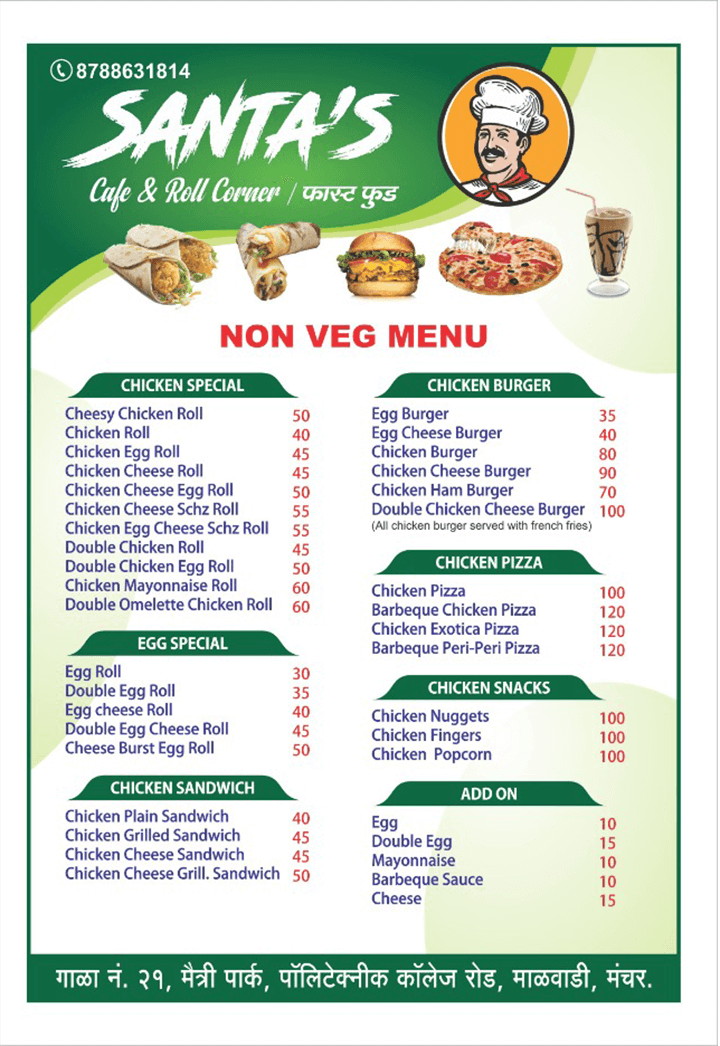 8788631814
SANTA'S
Cafe & Roll Corner / फास्ट फुड
NON VEG MENU
CHICKEN SPECIAL
Cheesy Chicken Roll 50
Chicken Roll 40
Chicken Egg Roll 45
Chicken Cheese Roll 45
Chicken Cheese Egg Roll 50
Chicken Cheese Schz Roll 55
Chicken Egg Cheese Schz Roll 55
Double Chicken Roll 45
Double Chicken Egg Roll 50
Chicken Mayonnaise Roll 60
Double Omelette Chicken Roll 60
EGG SPECIAL
Egg Roll 30
Double Egg Roll 35
Egg cheese Roll 40
Double Egg Cheese Roll 45
Cheese Burst Egg Roll 50
CHICKEN SANDWICH
Chicken Plain Sandwich 40
Chicken Grilled Sandwich 45
Chicken Cheese Sandwich 45
Chicken Cheese Grill. Sandwich 50
CHICKEN BURGER
Egg Burger 35
Egg Cheese Burger 40
Chicken Burger 80
Chicken Cheese Burger 90
Chicken Ham Burger 70
Double Chicken Cheese Burger 100
(All chicken burger served with french fries)
CHICKEN PIZZA
Chicken Pizza 100
Barbeque Chicken Pizza 120
Chicken Exotica Pizza 120
Barbeque Peri-Peri Pizza 120
CHICKEN SNACKS
Chicken Nuggets 100
Chicken Fingers 100
Chicken Popcorn 100
ADD ON
Egg 10
Double Egg 15
Mayonnaise 10
Barbeque Sauce 10
Cheese 15
गाळा नं. २१, मैत्री पार्क, पॉलिटेक्नीक कॉलेज रोड, माळवाडी, मंचर.